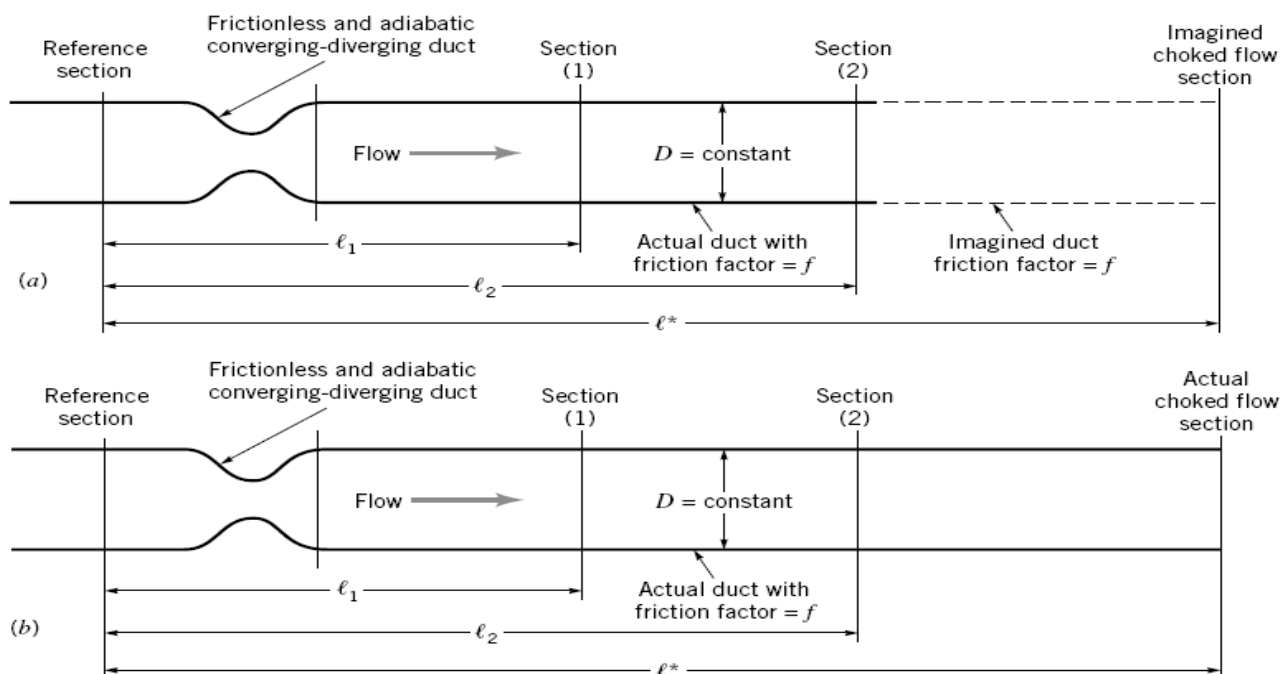 Frictionless and adiabatic
converging-diverging duct
Reference
section
Section
(1)
Section
(2)
Imagined
choked flow
section
Flow
D = constant
ℓ1
Actual duct with
friction factor = f
Imagined duct
friction factor = f
(a)
ℓ2
ℓ*
Frictionless and adiabatic
converging-diverging duct
Reference
section
Section
(1)
Section
(2)
Actual
choked flow
section
Flow
D = constant
ℓ1
Actual duct with
friction factor = f
(b)
ℓ2
ℓ*